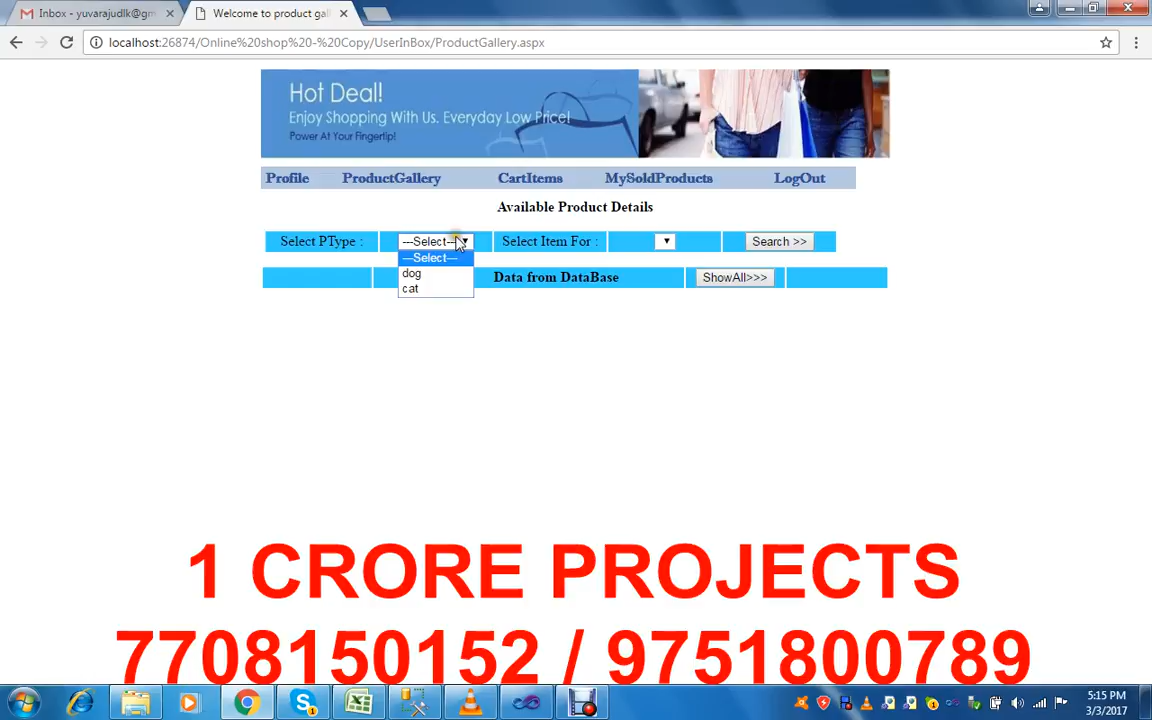 Inbox - yuvarajudlk@gm
Welcome to product gal
localhost:26874/Online%20shop%20-%20Copy/UserInBox/ProductGallery.aspx
Hot Deal!
Enjoy Shopping With Us. Everyday Low Price!
Power At Your Fingertip!
Profile ProductGallery CartItems MySoldProducts LogOut
Available Product Details
Select PType : ---Select--- Select Item For : Search >>
---Select---
dog
cat
Data from DataBase ShowAll>>>
1 CRORE PROJECTS
7708150152 / 9751800789
5:15 PM
3/3/2017